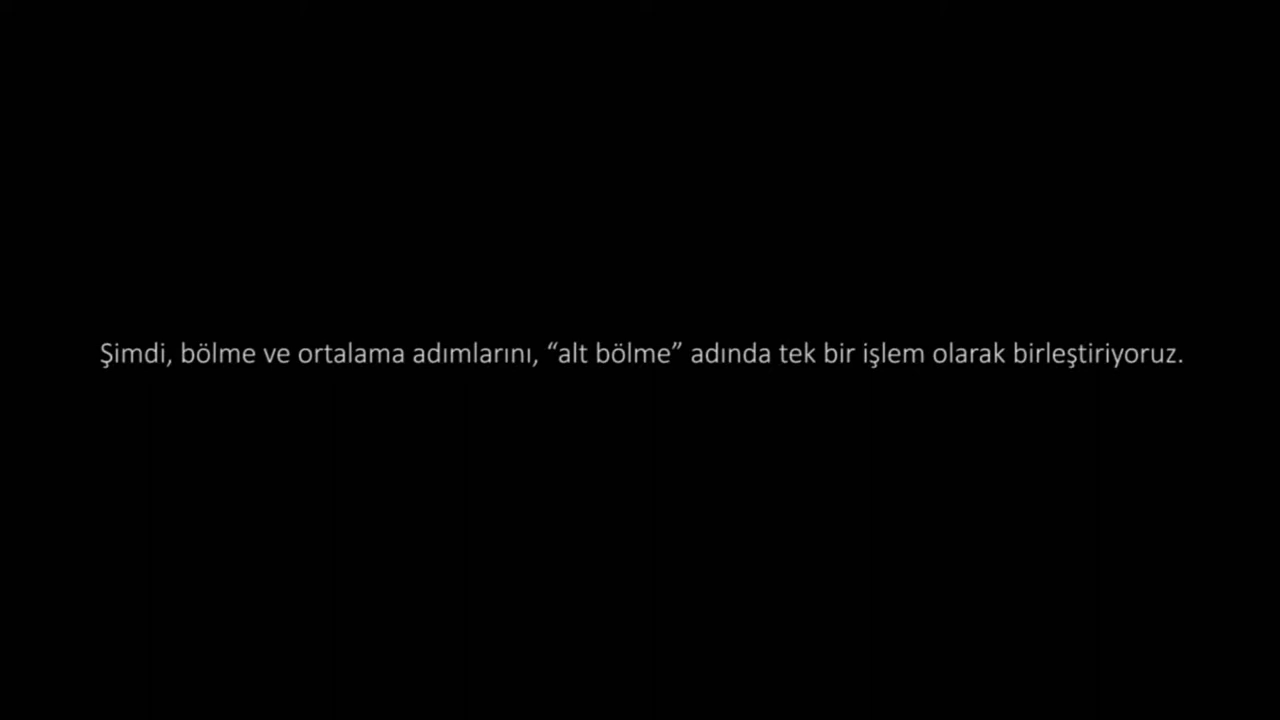 Şimdi, bölme ve ortalama adımlarını, “alt bölme” adında tek bir işlem olarak birleştiriyoruz.